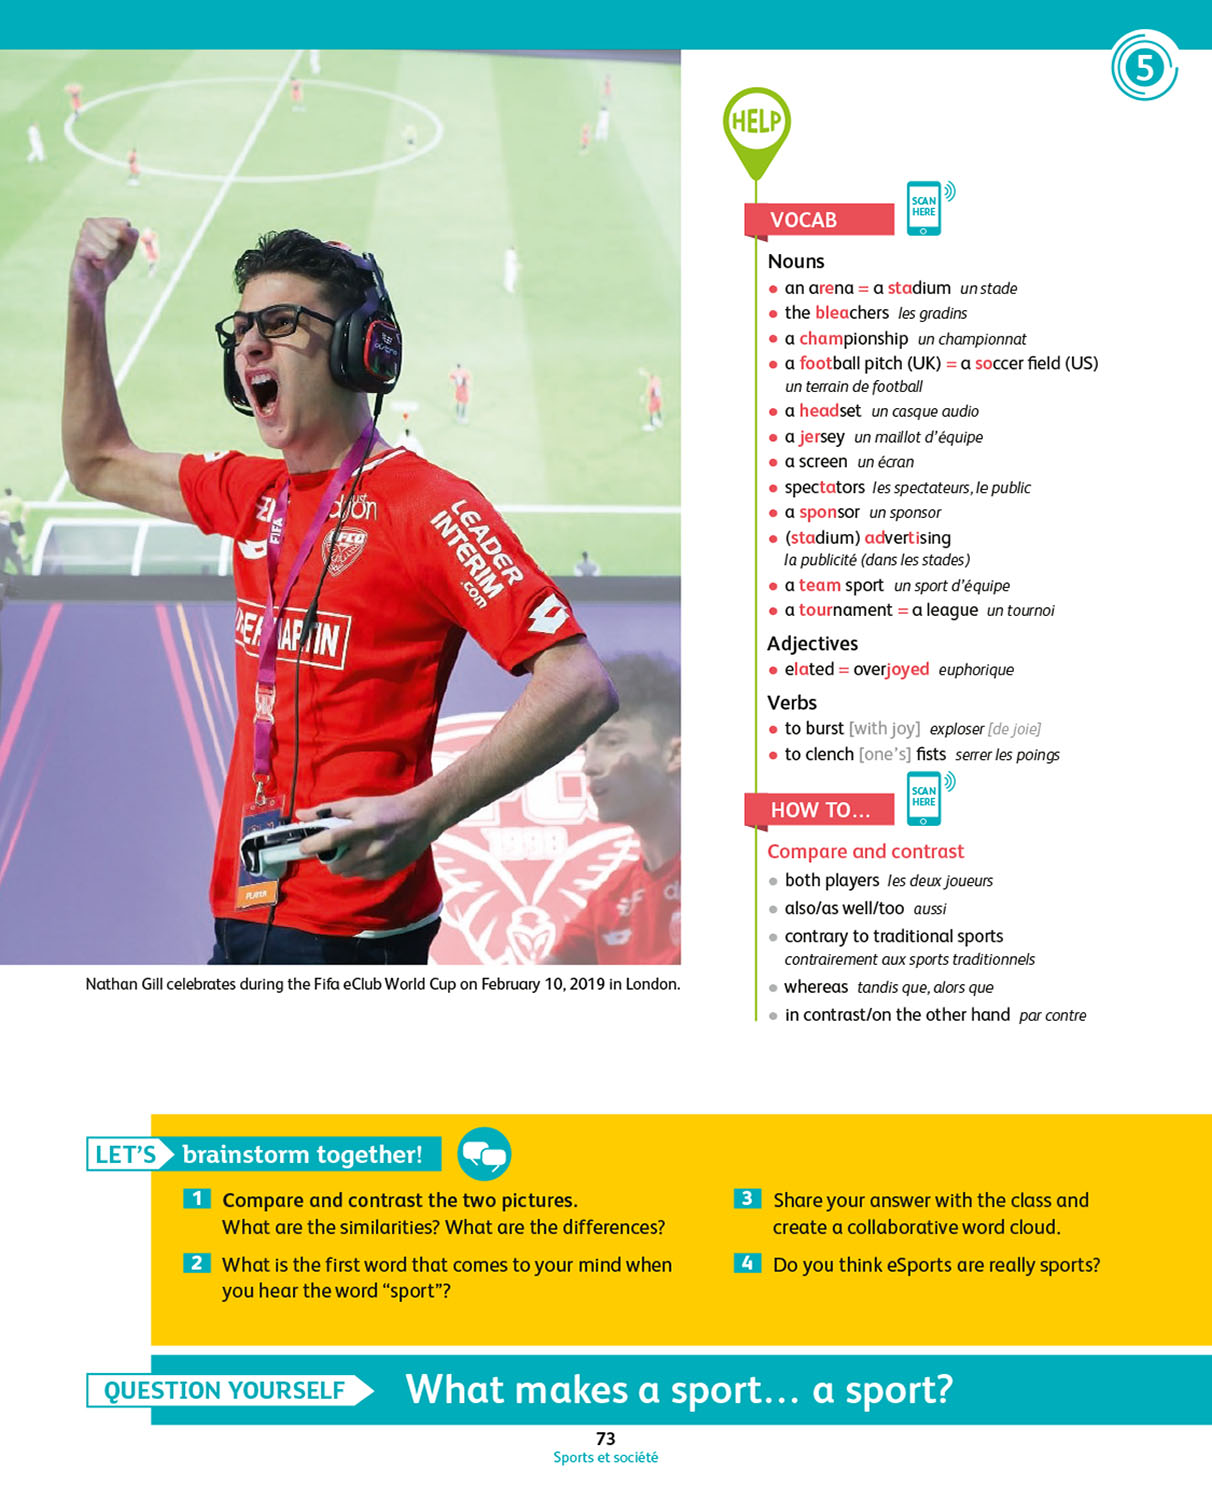 5
HELP
VOCAB
SCAN
HERE
Nouns
• an arena = a stadium un stade
• the bleachers les gradins
• a championship un championnat
• a football pitch (UK) = a soccer field (US)
un terrain de football
• a headset un casque audio
• a jersey un maillot d'équipe
• a screen un écran
• spectators les spectateurs, le public
• a sponsor un sponsor
• (stadium) advertising
la publicité (dans les stades)
• a team sport un sport d'équipe
• a tournament = a league un tournoi
Adjectives
• elated = overjoyed euphorique
Verbs
• to burst [with joy] exploser [de joie]
• to clench [one's] fists serrer les poings
HOW TO...
SCAN
HERE
Compare and contrast
• both players les deux joueurs
• also/as well/too aussi
• contrary to traditional sports
contrairement aux sports traditionnels
• whereas tandis que, alors que
• in contrast/on the other hand par contre
FIFA
just
dijon
DFCO
LEADER
INTERIM
.com
MARTIN
PLAYER
1998
Nathan Gill celebrates during the Fifa eClub World Cup on February 10, 2019 in London.
LET'S brainstorm together!
1 Compare and contrast the two pictures.
What are the similarities? What are the differences?
2 What is the first word that comes to your mind when
you hear the word “sport”?
3 Share your answer with the class and
create a collaborative word cloud.
4 Do you think eSports are really sports?
QUESTION YOURSELF What makes a sport... a sport?
73
Sports et société